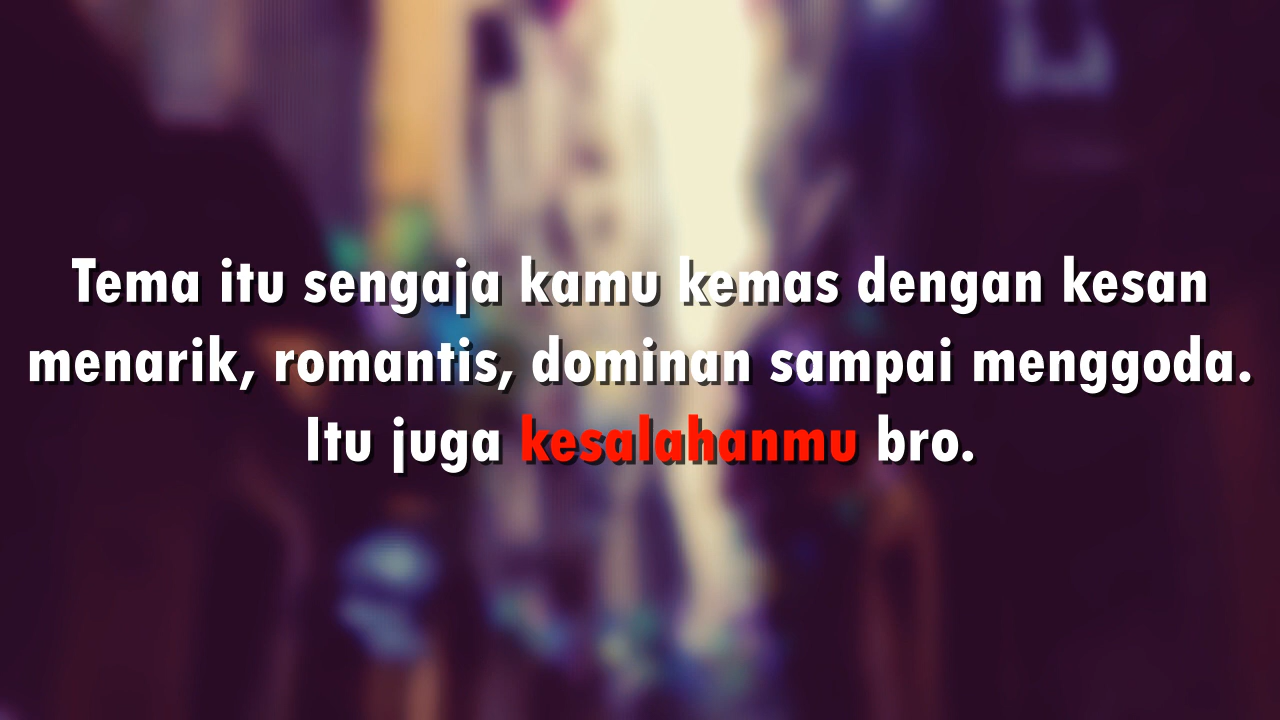 Tema itu sengaja kamu kemas dengan kesan
menarik, romantis, dominan sampai menggoda.
Itu juga kesalahanmu bro.